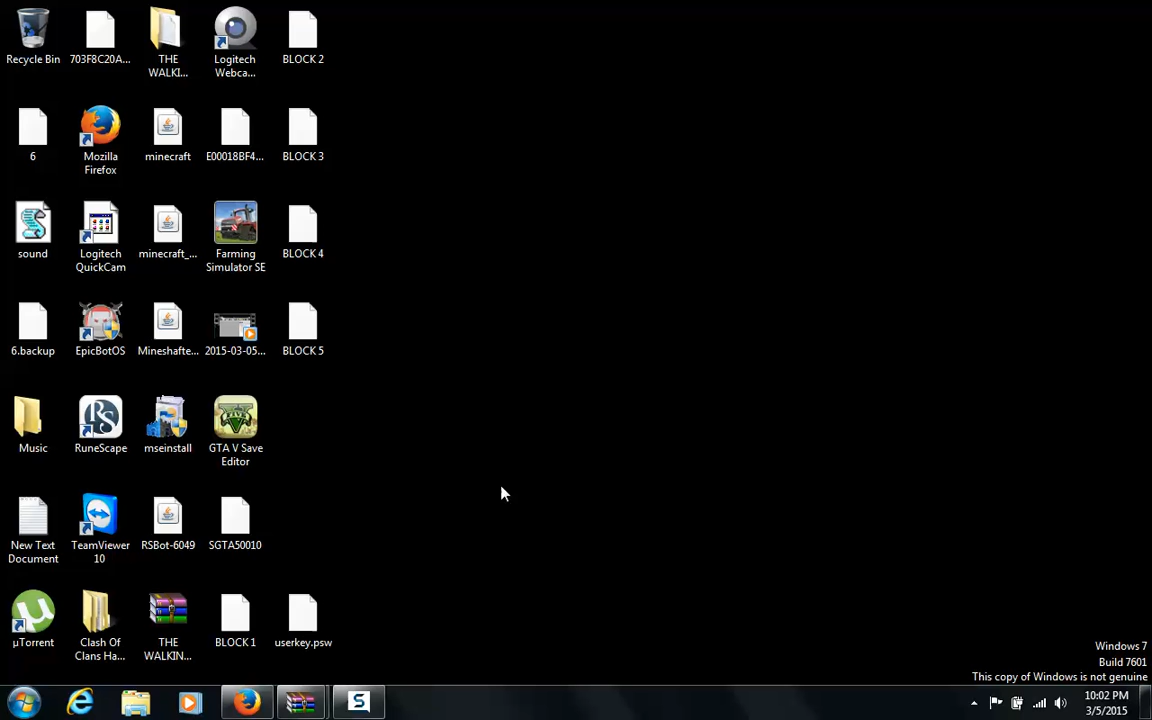 Recycle Bin
703F8C20A...
THE
WALKI...
Logitech
Webca...
BLOCK 2
6
Mozilla
Firefox
minecraft
E00018BF4...
BLOCK 3
sound
Logitech
QuickCam
minecraft_...
Farming
Simulator SE
BLOCK 4
6.backup
EpicBotOS
Mineshafte...
2015-03-05...
BLOCK 5
Music
RS
RuneScape
mseinstall
FIVE
GTA V Save
Editor
New Text
Document
TeamViewer
10
RSBot-6049
SGTA50010
µTorrent
Clash Of
Clans Ha...
THE
WALKIN...
BLOCK 1
userkey.psw
Windows 7
Build 7601
This copy of Windows is not genuine
S
10:02 PM
3/5/2015